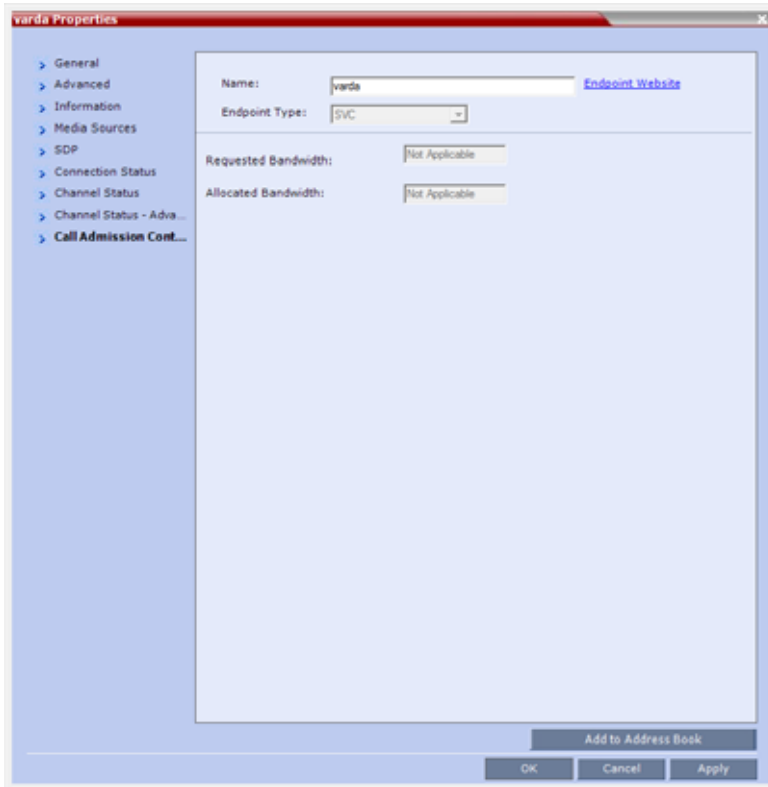 varda Properties
X
General
Advanced
Information
Media Sources
SDP
Connection Status
Channel Status
Channel Status - Adva...
Call Admission Cont...
Name: varda Endpoint Website
Endpoint Type: SVC
Requested Bandwidth: Not Applicable
Allocated Bandwidth: Not Applicable
Add to Address Book
OK Cancel Apply